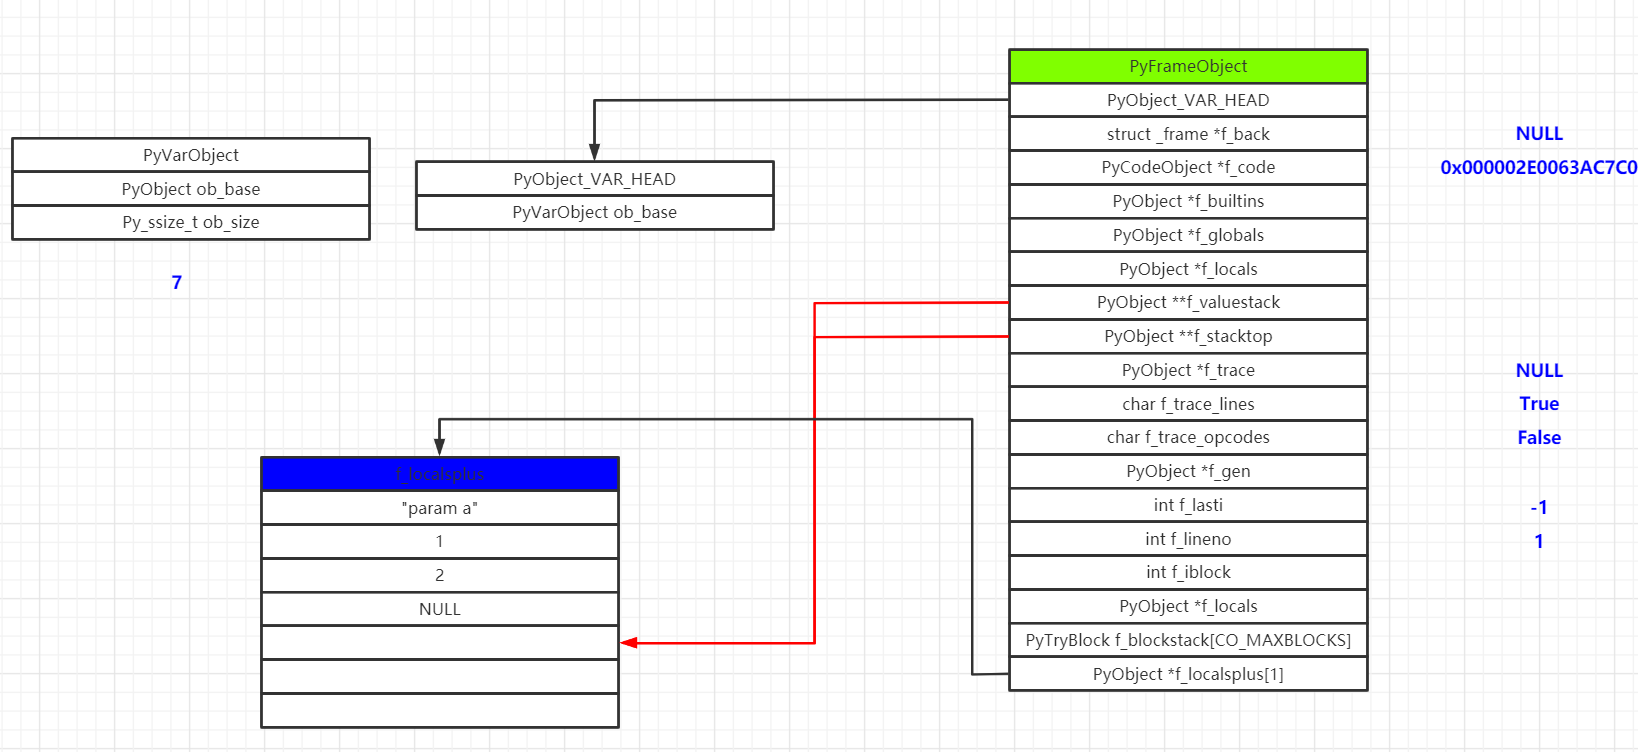 PyVarObject
PyObject ob_base
Py_ssize_t ob_size
7
PyObject_VAR_HEAD
PyVarObject ob_base
f_localsplus
"param a"
1
2
NULL
PyFrameObject
PyObject_VAR_HEAD
struct _frame *f_back
NULL
PyCodeObject *f_code
0x000002E0063AC7C0
PyObject *f_builtins
PyObject *f_globals
PyObject *f_locals
PyObject **f_valuestack
PyObject **f_stacktop
PyObject *f_trace
NULL
char f_trace_lines
True
char f_trace_opcodes
False
PyObject *f_gen
int f_lasti
-1
int f_lineno
1
int f_iblock
PyObject *f_locals
PyTryBlock f_blockstack[CO_MAXBLOCKS]
PyObject *f_localsplus[1]